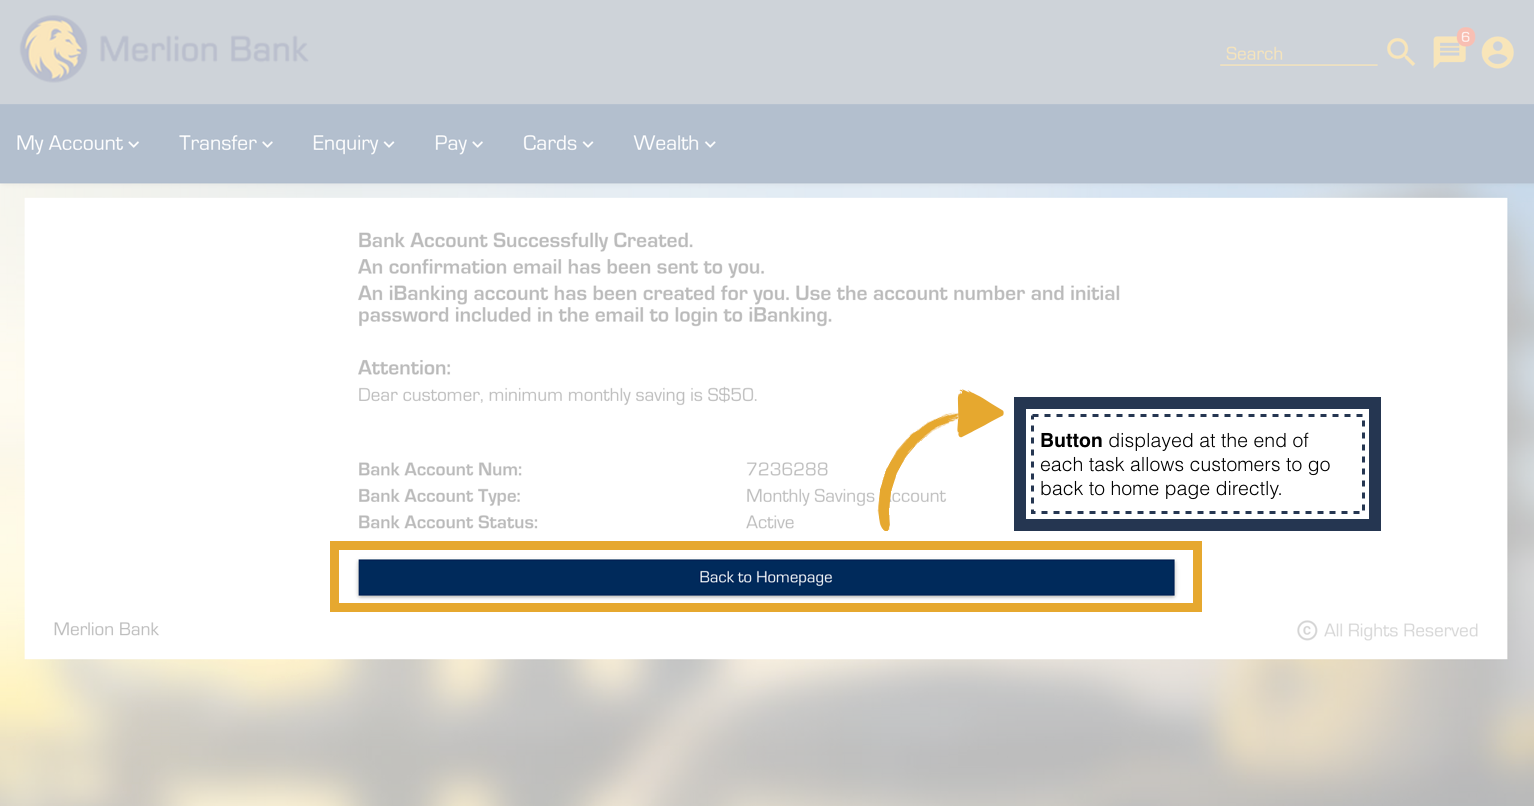 Merlion Bank
Search
6
My Account
Transfer
Enquiry
Pay
Cards
Wealth
Bank Account Successfully Created.
An confirmation email has been sent to you.
An iBanking account has been created for you. Use the account number and initial
password included in the email to login to iBanking.
Attention:
Dear customer, minimum monthly saving is S$50.
Bank Account Num: 7236288
Bank Account Type: Monthly Savings ccount
Bank Account Status: Active
Button displayed at the end of
each task allows customers to go
back to home page directly.
Back to Homepage
Merlion Bank
© All Rights Reserved